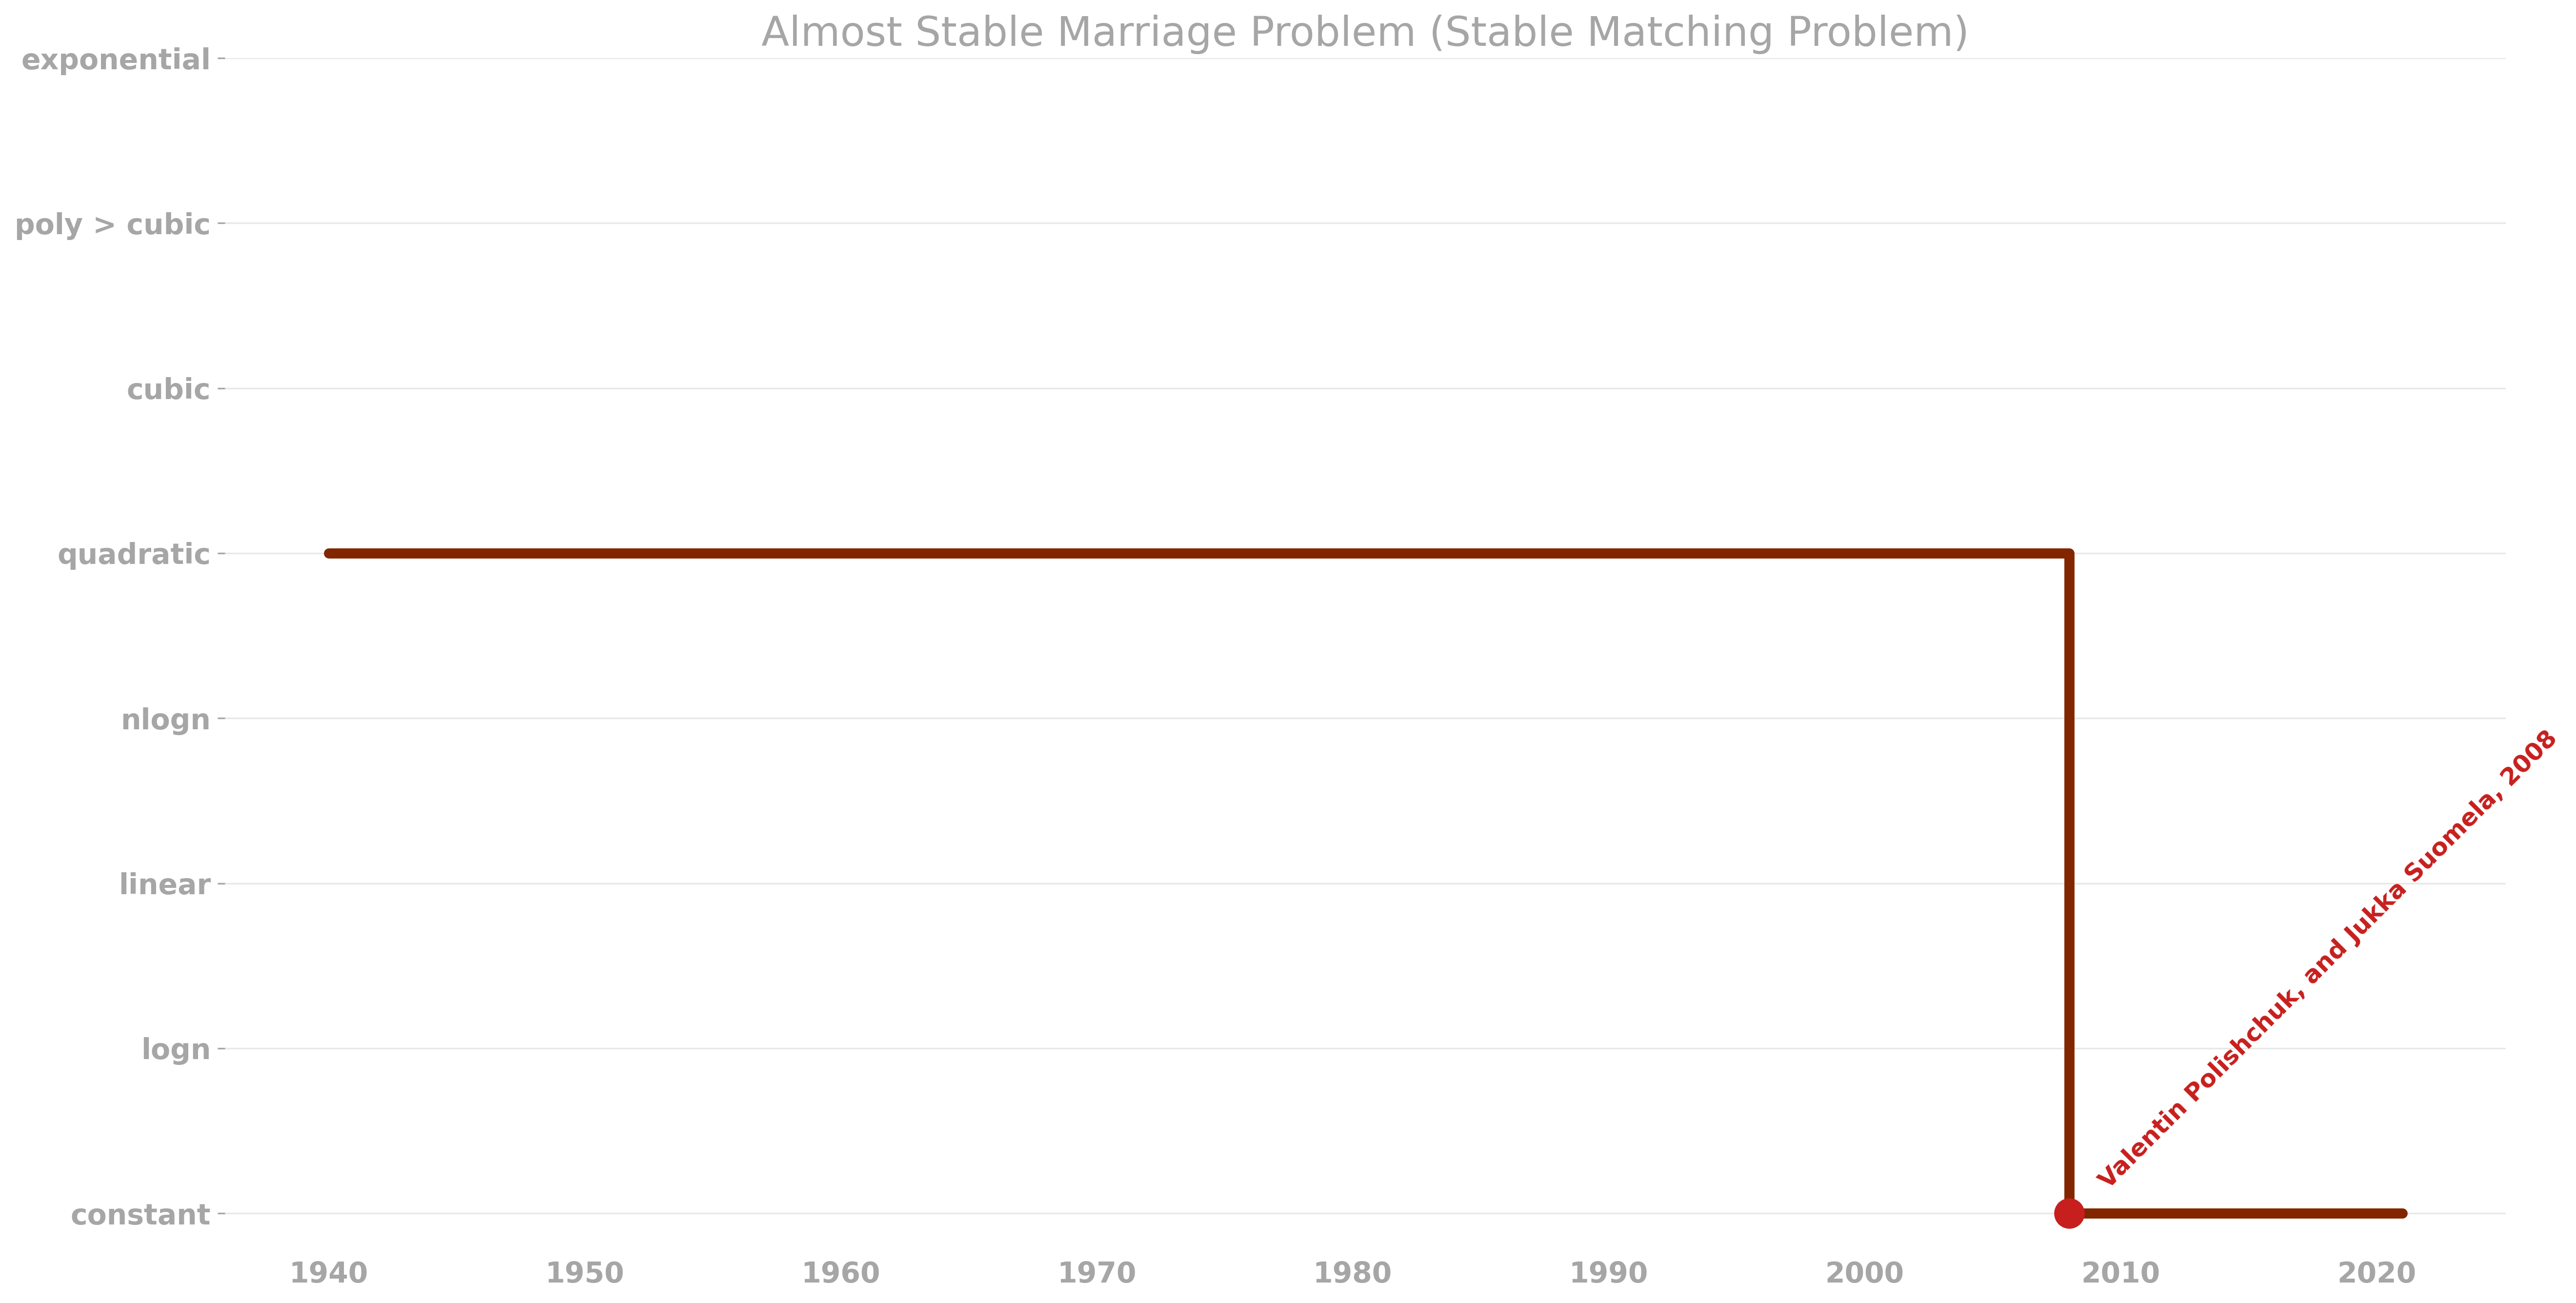 Almost Stable Marriage Problem (Stable Matching Problem)
exponential
poly > cubic
cubic
quadratic
nlogn
linear
logn
constant
Valentin Polishchuk, and Jukka Suomela, 2008
1940 1950 1960 1970 1980 1990 2000 2010 2020